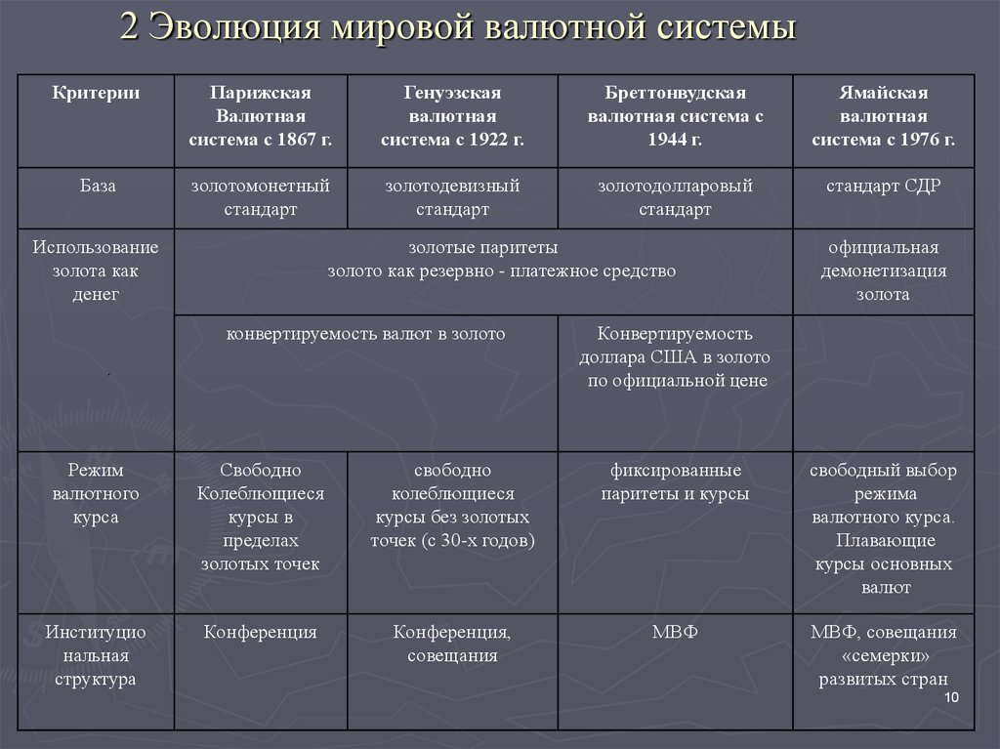 2 Эволюция мировой валютной системы
Критерии
Парижская
Валютная
система с 1867 г.
Генуэзская
валютная
система с 1922 г.
Бреттонвудская
валютная система с
1944 г.
Ямайская
валютная
система с 1976 г.
База
золотомонетный
стандарт
золотодевизный
стандарт
золотодолларовый
стандарт
стандарт СДР
Использование
золота как
денег
золотые паритеты
золото как резервно - платежное средство
официальная
демонетизация
золота
.
конвертируемость валют в золото
Конвертируемость
доллара США в золото
по официальной цене
Режим
валютного
курса
Свободно
Колеблющиеся
курсы в
пределах
золотых точек
свободно
колеблющиеся
курсы без золотых
точек (с 30-х годов)
фиксированные
паритеты и курсы
свободный выбор
режима
валютного курса.
Плавающие
курсы основных
валют
Институцио
нальная
структура
Конференция
Конференция,
совещания
МВФ
МВФ, совещания
«семерки»
развитых стран
10